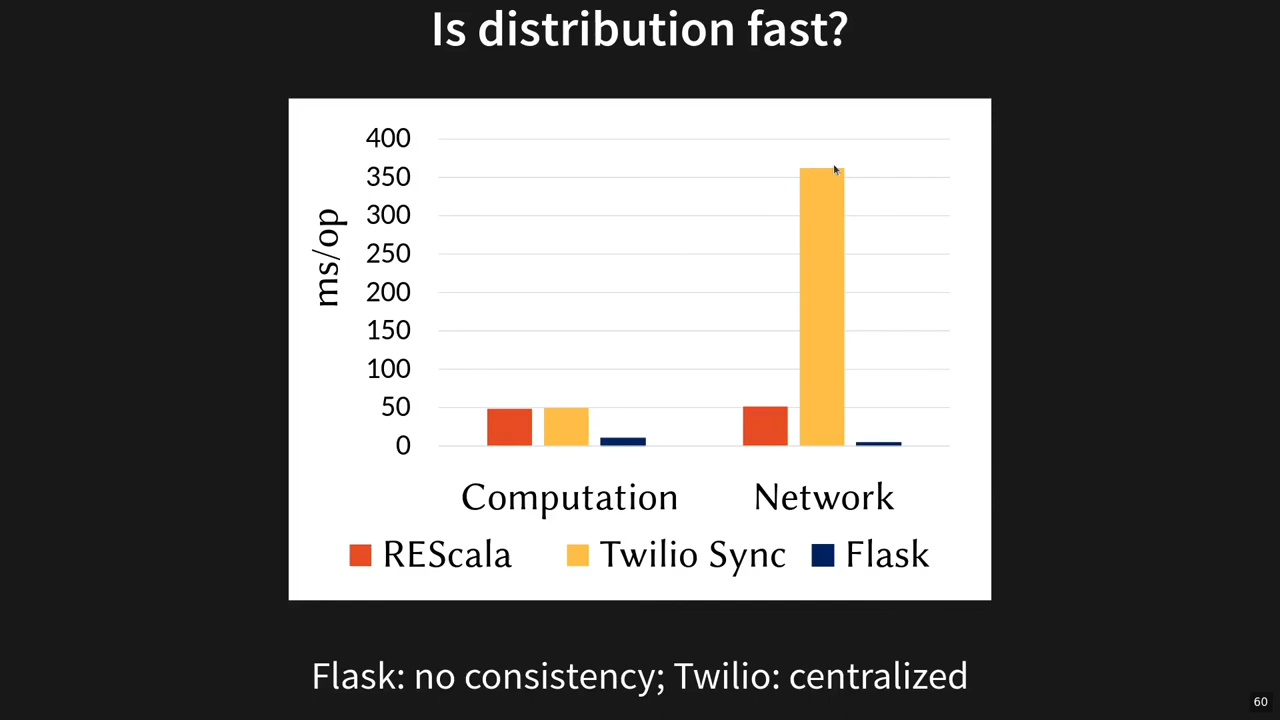 Is distribution fast?
400
350
300
250
200
150
100
50
0
ms/op
Computation Network
REScala Twilio Sync Flask
Flask: no consistency; Twilio: centralized
60